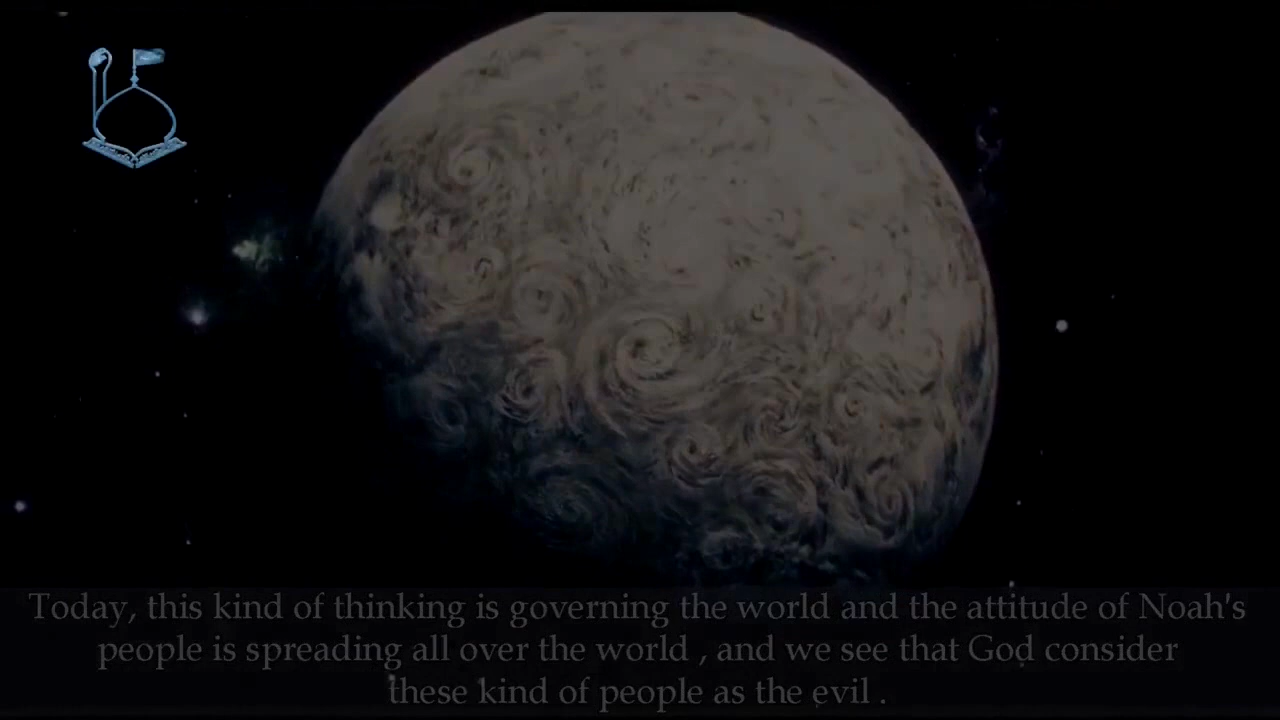 Today, this kind of thinking is governing the world and the attitude of Noah's
people is spreading all over the world , and we see that God consider
these kind of people as the evil .